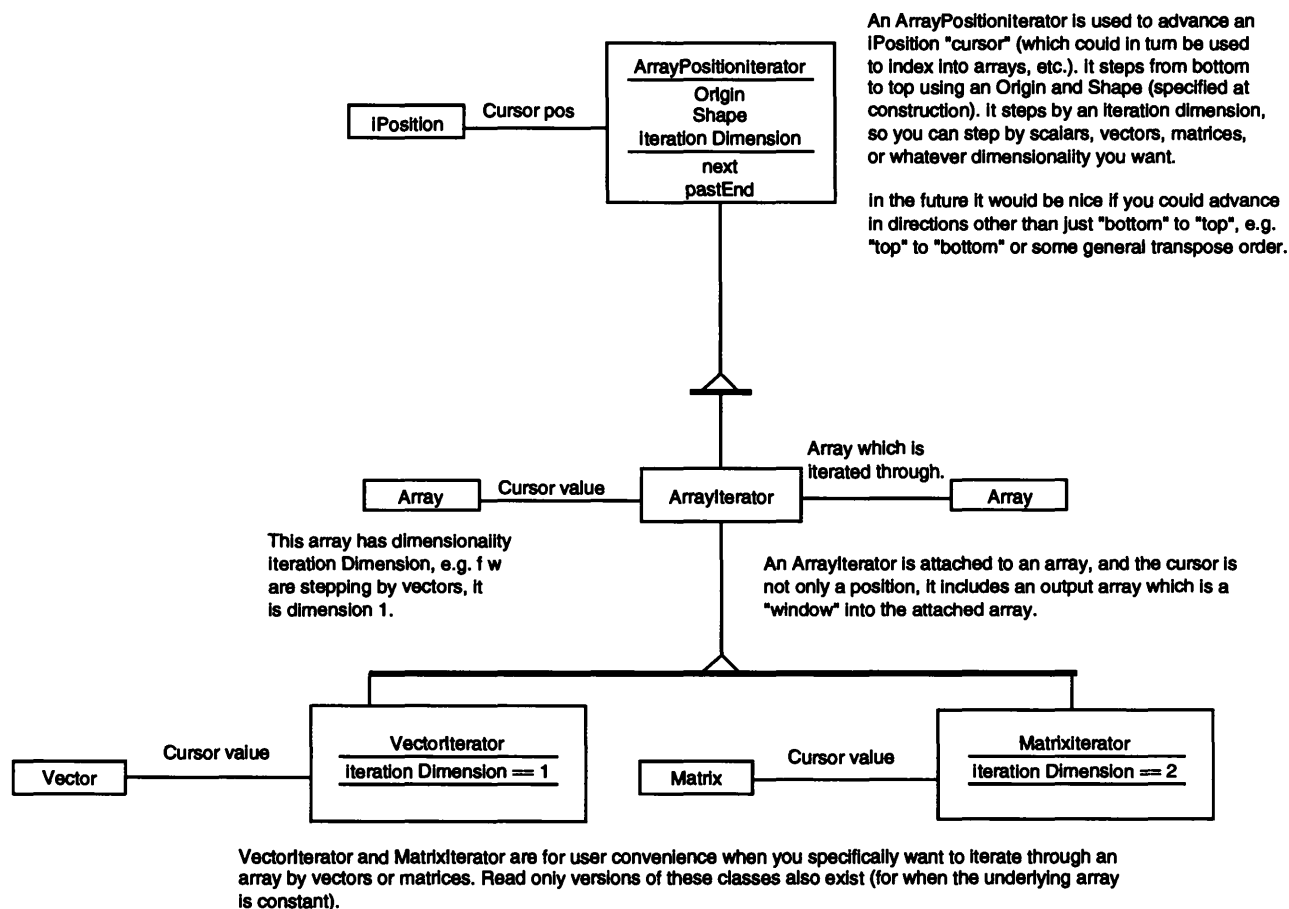 An ArrayPositionIterator is used to advance an
IPosition "cursor" (which could in turn be used
to index into arrays, etc.). It steps from bottom
to top using an Origin and Shape (specified at
construction). It steps by an iteration dimension,
so you can step by scalars, vectors, matrices,
or whatever dimensionality you want.
In the future it would be nice if you could advance
in directions other than just "bottom" to "top", e.g.
"top" to "bottom" or some general transpose order.
ArrayPositionIterator
Origin
Shape
Iteration Dimension
next
pastEnd
IPosition
Cursor pos
Array which is
iterated through.
Array
Cursor value
ArrayIterator
Array
This array has dimensionality
Iteration Dimension, e.g. f w
are stepping by vectors, it
is dimension 1.
An ArrayIterator is attached to an array, and the cursor is
not only a position, it includes an output array which is a
"window" into the attached array.
Vector
Cursor value
VectorIterator
Iteration Dimension == 1
Matrix
Cursor value
MatrixIterator
Iteration Dimension == 2
VectorIterator and MatrixIterator are for user convenience when you specifically want to iterate through an
array by vectors or matrices. Read only versions of these classes also exist (for when the underlying array
is constant).